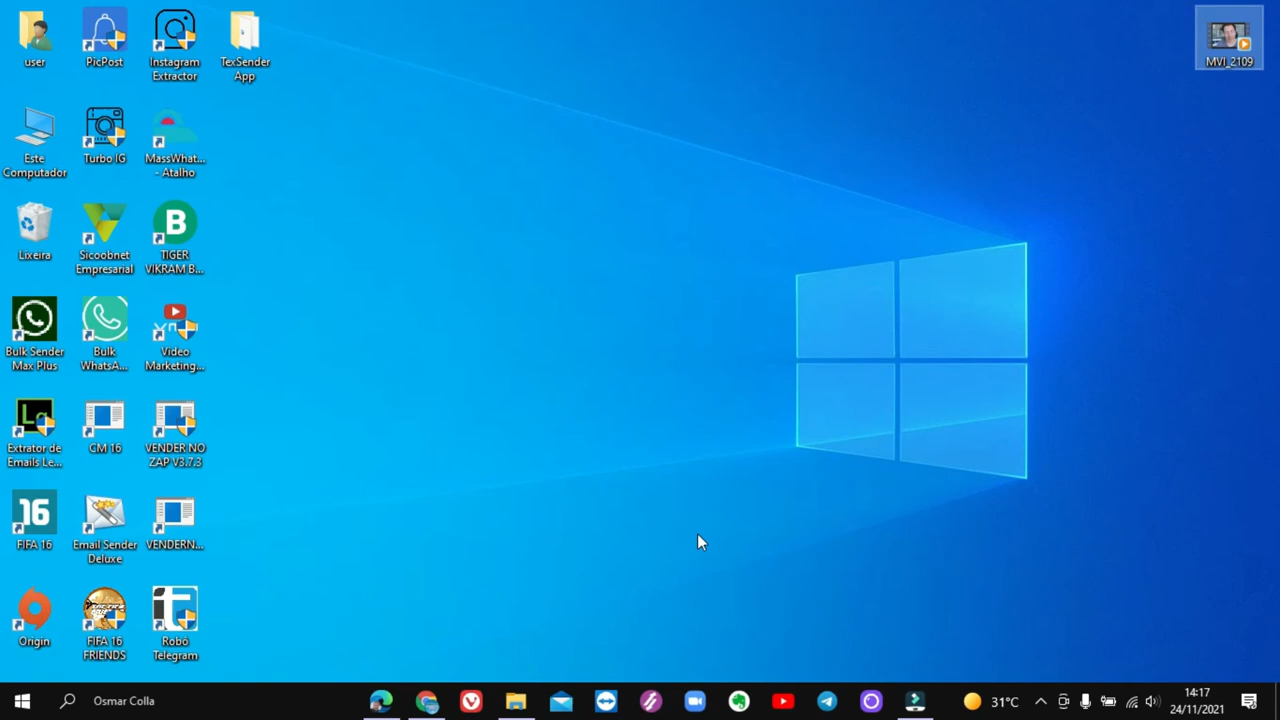 user
PicPost
Instagram
Extractor
TexSender
App
MVI_2109
Este
Computador
Turbo IG
MassWhat...
- Atalho
Lixeira
Sicoobnet
Empresarial
B
TIGER
VIKRAM B...
Bulk Sender
Max Plus
Bulk
WhatsA...
Video
Marketing...
Extrator de
Emails Le...
CM 16
VENDER NO
ZAP V3.7.3
16
FIFA 16
Email Sender
Deluxe
VENDERN...
Origin
FIFA 16
FRIENDS
Robô
Telegram
Osmar Colla
31°C
14:17
24/11/2021